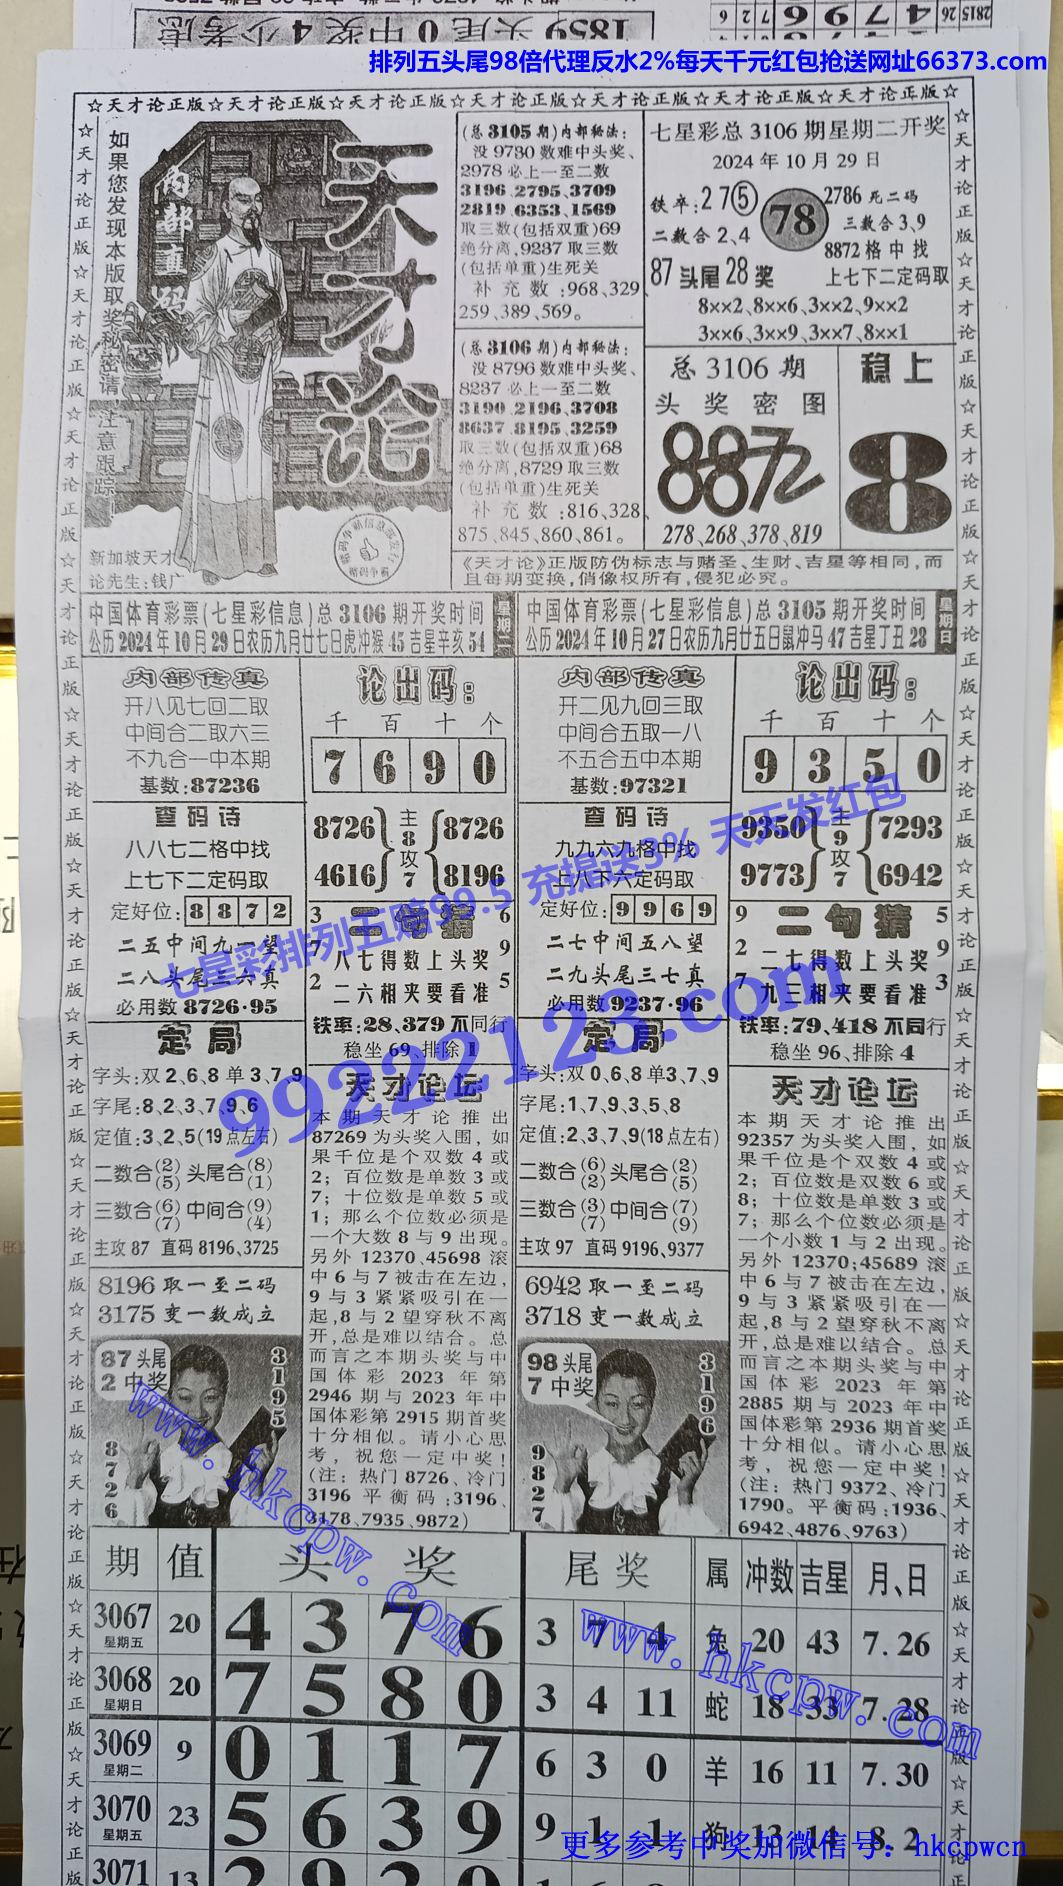 1859头尾0中奖4小考虑
2815 26
排列五头尾98倍代理反水2%每天千元红包抢送网址66373.com
☆天才论正版☆天才论正版☆天才论正版☆天才论正版☆天才论正版☆天才论正版☆
如果您发现本版取奖秘密请注意跟踪
天才论
新加坡天才
论先生:钱广
(总3105期)内部秘法:
没9780数难中头奖、
2978必上一至二数
3196.2795、3709
2819.6353、1569
取三数(包括双重)69
绝分离,9237取三数
(包括单重)生死关
补充数:968、329
259、389、569。
(总3106期)内部秘法:
没8796数难中头奖、
8237必上一至二数
3190.2196、3708
8637.8195、3259
取三数(包括双重)68
绝分离,8729取三数
(包括单重)生死关
补充数:816、328
875、845、860、861。
七星彩总3106期星期二开奖
2024年10月29日
铁卒:2 7⑤
78
2786死二码
二数合2、4
三数合3、9
8872格中找
87头尾28奖
上七下二定码取
8××2、8××6、3××2、9××2
3××6、3××9、3××7、8××1
总3106期
头奖密图
8872
278、268、378、819
稳上
8
《天才论》正版防伪标志与赌圣、生财、吉星等相同,而
且每期变换,俏像权所有,侵犯必究。
中国体育彩票(七星彩信息)总3106期开奖时间
公历2024年10月29日农历九月廿七日虎冲猴45吉星辛亥54
星期二
中国体育彩票(七星彩信息)总3105期开奖时间
公历2024年10月27日农历九月廿五日鼠冲马47吉星丁丑28
星期日
内部传真
开八见七回二取
中间合二取六三
不九合一中本期
基数:87236
论出码:
千 百 十 个
7 6 9 0
查码诗
八八七二格中找
上七下二定码取
定好位:8 8 7 2
二五中间九一望
二八头尾三六真
必用数8726·95
8726
4616
主8攻7
8726
8196
二句猜
3 7 2
6 9 5
八七得数上头奖
二六相夹要看准
铁率:28、379不同行
稳坐69、排除1
定局
字头:双2、6、8单3、7、9
字尾:8、2、3、7、9、6
定值:3、2、5(19点左右)
二数合(2)(5)头尾合(8)(1)
三数合(6)(7)中间合(9)(4)
主攻87 直码8196、3725
8196取一至二码
3175变一数成立
87头尾
2中奖
3195
8726
天才论坛
本期天才论推出
87269为头奖入围,如
果千位是个双数4或
2;百位数是单数3或
7;十位数是单数5或
1;那么个位数必须是
一个大数8与9出现。
另外12370、45698滚
中6与7被击在左边,
9与3紧紧吸引在一
起,8与2望穿秋不离
开,总是难以结合。总
而言之本期头奖与中
国体彩2023年第
2946期与2023年中
国体彩第2915期首奖
十分相似。请小心思
考,祝您一定中奖!
(注:热门8726、冷门
3196平衡码:3196、
3178、7935、9872)
内部传真
开二见九回三取
中间合五取一八
不五合五中本期
基数:97321
论出码:
千 百 十 个
9 3 5 0
查码诗
九九六九格中找
上八下六定码取
定好位:9 9 6 9
二七中间五八望
二九头尾三七真
必用数9237·96
9350
9773
主9攻7
7293
6942
二句猜
9 2 7
5 9 3
二七得数上头奖
九三相夹要看准
铁率:79、418不同行
稳坐96、排除4
定局
字头:双0、6、8单3、7、9
字尾:1、7、9、3、5、8
定值:2、3、7、9(18点左右)
二数合(6)(2)头尾合(2)(5)
三数合(3)(7)中间合(7)(9)
主攻97 直码9196、9377
6942取一至二码
3718变一数成立
98头尾
7中奖
3196
9827
天才论坛
本期天才论推出
92357为头奖入围,如
果千位是个双数4或
2;百位数是双数6或
8;十位数是单数3或
7;那么个位数必须是
一个小数1与2出现。
另外12370;45689滚
中6与7被击在左边,
9与3紧紧吸引在一
起,8与2望穿秋不离
开,总是难以结合。总
而言之本期头奖与中
国体彩2023年第
2885期与2023年中
国体彩第2936期首奖
十分相似。请小心思
考,祝您一定中奖!
(注:热门9372、冷门
1790。平衡码:1936、
6942、4876、9763)
七星彩排列五赔99.5 充提送3% 天天发红包
99222123.com
www.hkcpw.com
www.hkcpw.com
期 值 头奖 尾奖 属 冲数 吉星 月、日
3067 星期五 20 4 3 7 6 3 7 4 兔 20 43 7.26
3068 星期日 20 7 5 8 0 3 4 11 蛇 18 33 7.28
3069 星期二 9 0 1 1 7 6 3 0 羊 16 11 7.30
3070 星期五 23 5 6 3 9 9 1 1 狗 13 14 8.2
3071 13 2 9 2 0
更多参考中奖加微信号:hkcpwcn